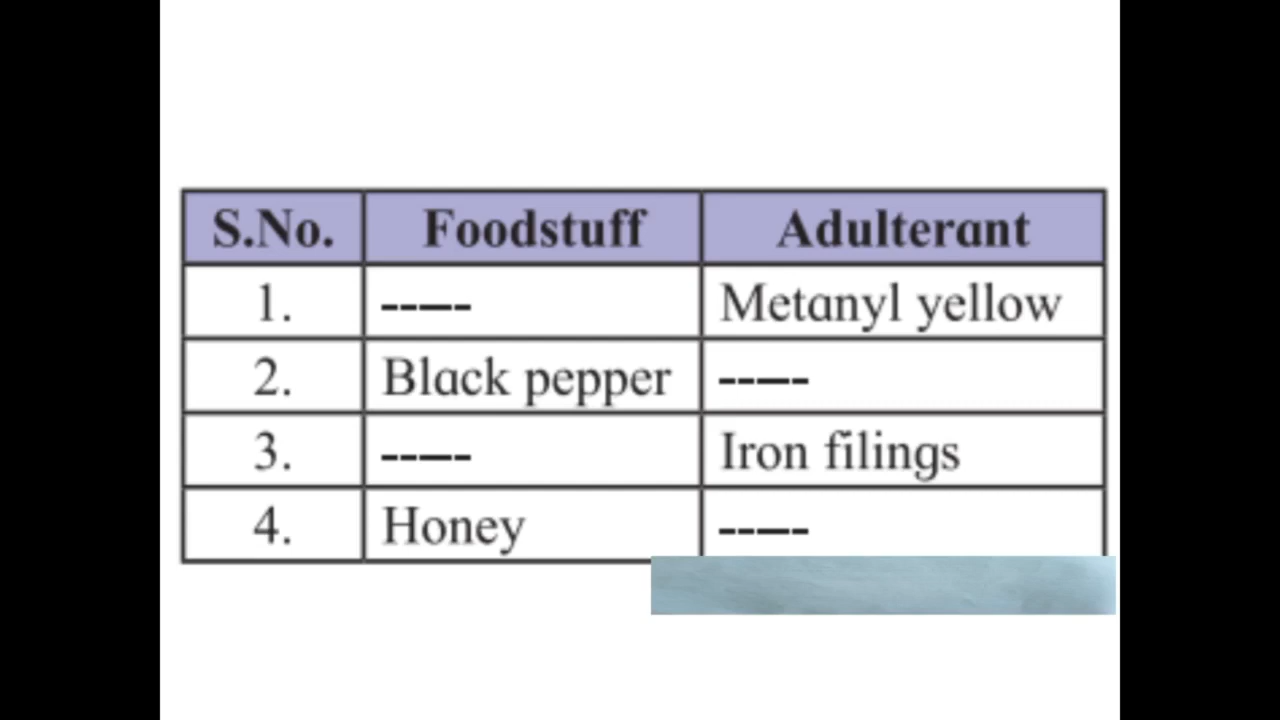 S.No. Foodstuff Adulterant
1. ----- Metanyl yellow
2. Black pepper -----
3. ----- Iron filings
4. Honey -----